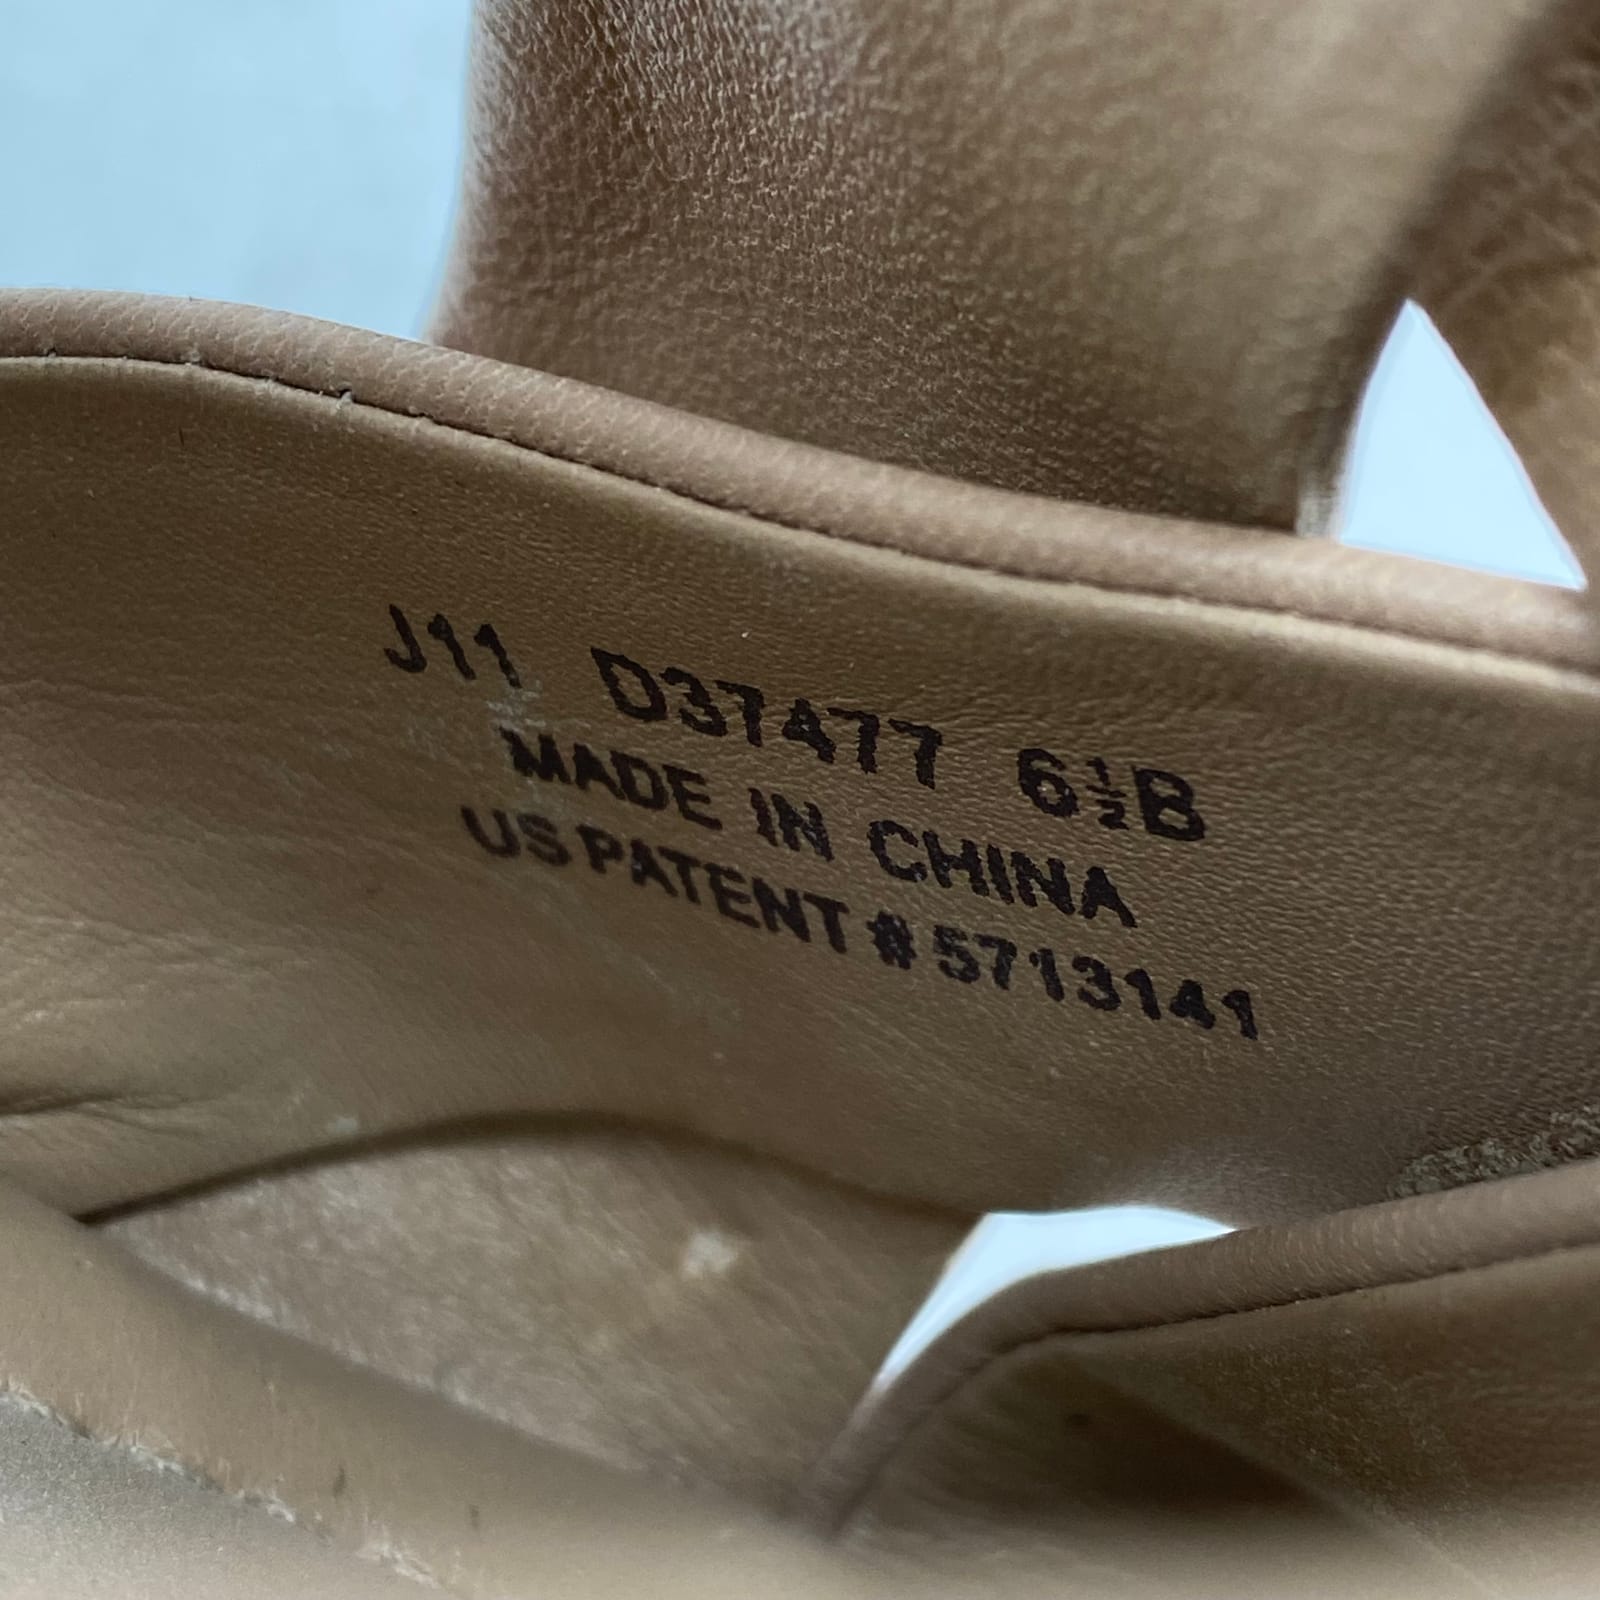 J11 D37477 6½B
MADE IN CHINA
US PATENT # 5713141